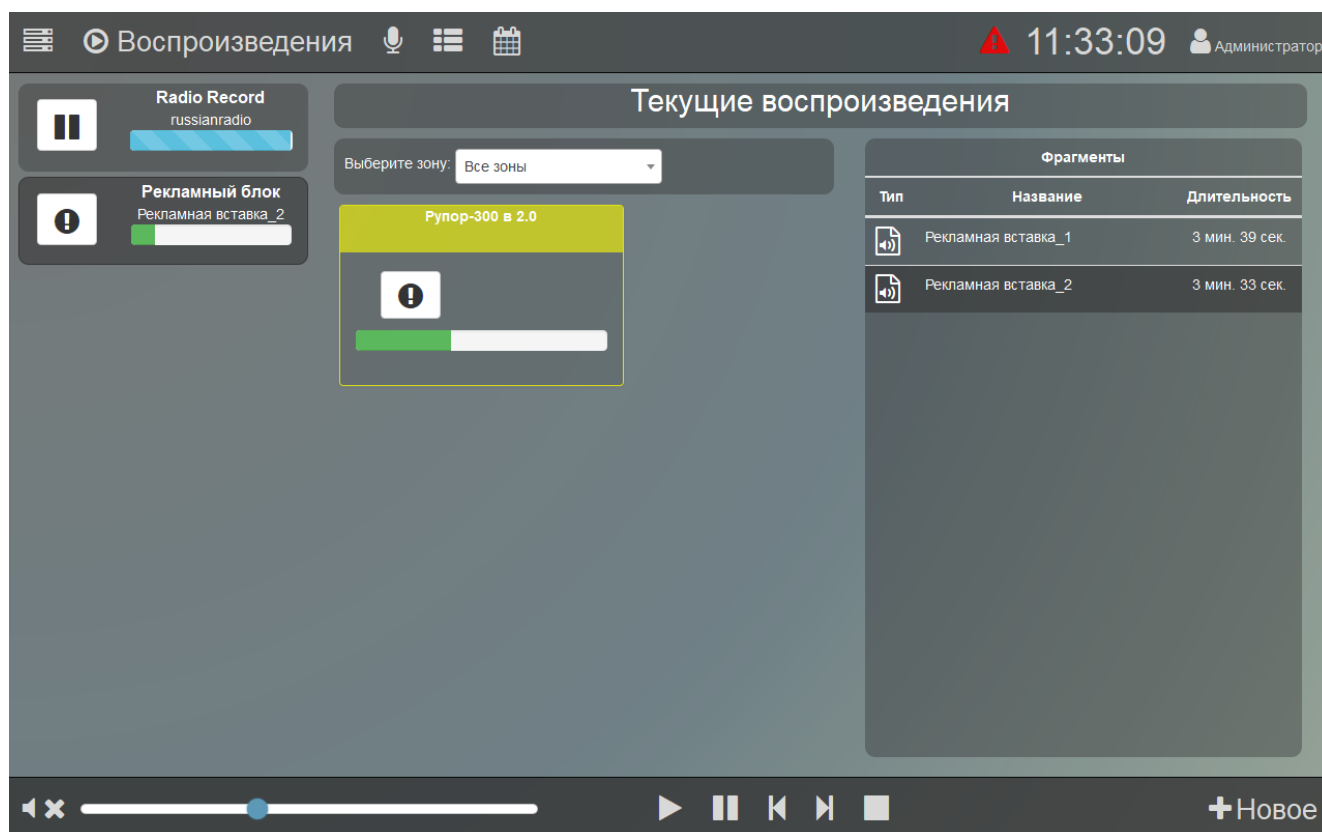 Воспроизведения 11:33:09 Администратор
Radio Record
russianradio
Рекламный блок
Рекламная вставка_2
Текущие воспроизведения
Выберите зону: Все зоны
Рупор-300 в 2.0
Фрагменты
Тип Название Длительность
Рекламная вставка_1 3 мин. 39 сек.
Рекламная вставка_2 3 мин. 33 сек.
Новое